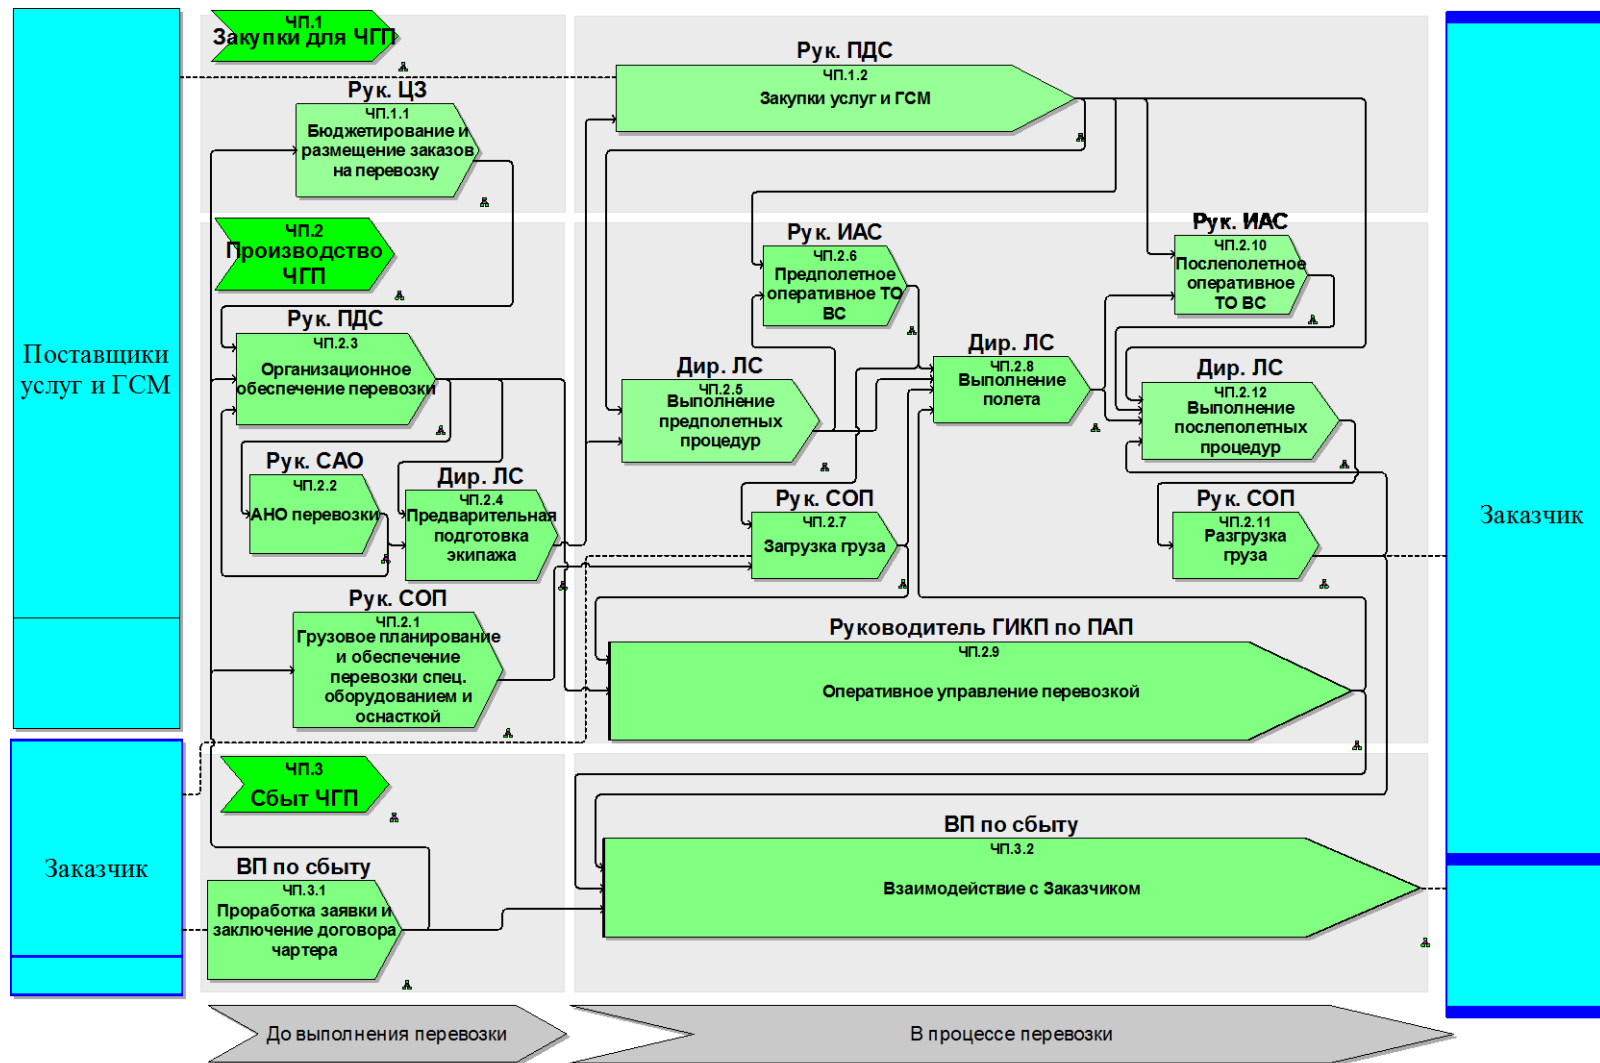 Поставщики
услуг и ГСМ
Заказчик
ЧП.1
Закупки для ЧГП
Рук. ЦЗ
ЧП.1.1
Бюджетирование и
размещение заказов
на перевозку
Рук. ПДС
ЧП.1.2
Закупки услуг и ГСМ
ЧП.2
Производство
ЧГП
Рук. ПДС
ЧП.2.3
Организационное
обеспечение перевозки
Рук. САО
ЧП.2.2
АНО перевозки
Дир. ЛС
ЧП.2.4
Предварительная
подготовка
экипажа
Рук. СОП
ЧП.2.1
Грузовое планирование
и обеспечение
перевозки спец.
оборудованием и
оснасткой
Рук. ИАС
ЧП.2.6
Предполетное
оперативное ТО
ВС
Дир. ЛС
ЧП.2.5
Выполнение
предполетных
процедур
Рук. СОП
ЧП.2.7
Загрузка груза
Дир. ЛС
ЧП.2.8
Выполнение
полета
Рук. ИАС
ЧП.2.10
Послеполетное
оперативное
ТО ВС
Дир. ЛС
ЧП.2.12
Выполнение
послеполетных
процедур
Рук. СОП
ЧП.2.11
Разгрузка
груза
Руководитель ГИКП по ПАП
ЧП.2.9
Оперативное управление перевозкой
ЧП.3
Сбыт ЧГП
ВП по сбыту
ЧП.3.1
Проработка заявки и
заключение договора
чартера
ВП по сбыту
ЧП.3.2
Взаимодействие с Заказчиком
Заказчик
До выполнения перевозки
В процессе перевозки